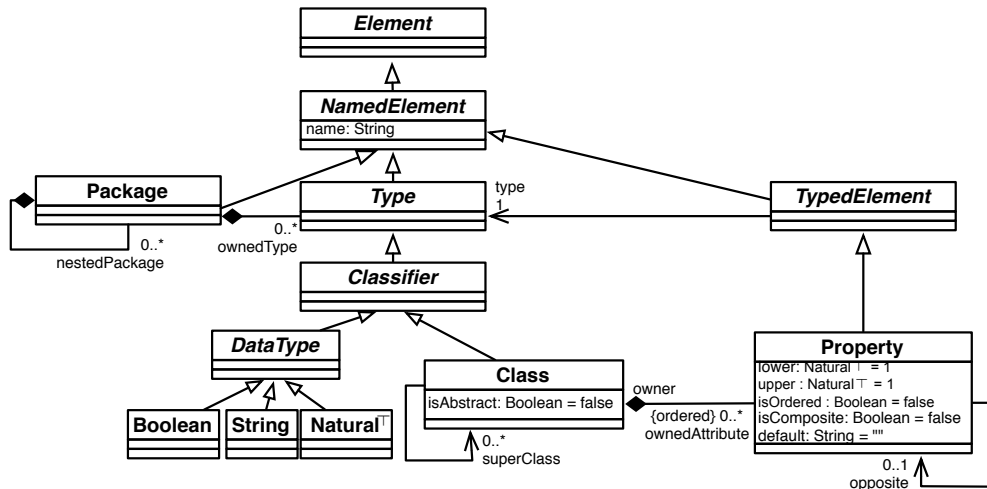 Element
NamedElement
name: String
Package
Type
type
1
TypedElement
0..*
nestedPackage
0..*
ownedType
Classifier
DataType
Class
isAbstract: Boolean = false
owner
{ordered} 0..*
ownedAttribute
Property
lower: Natural⊤ = 1
upper : Natural⊤ = 1
isOrdered : Boolean = false
isComposite: Boolean = false
default: String = ""
Boolean
String
Natural⊤
0..*
superClass
0..1
opposite